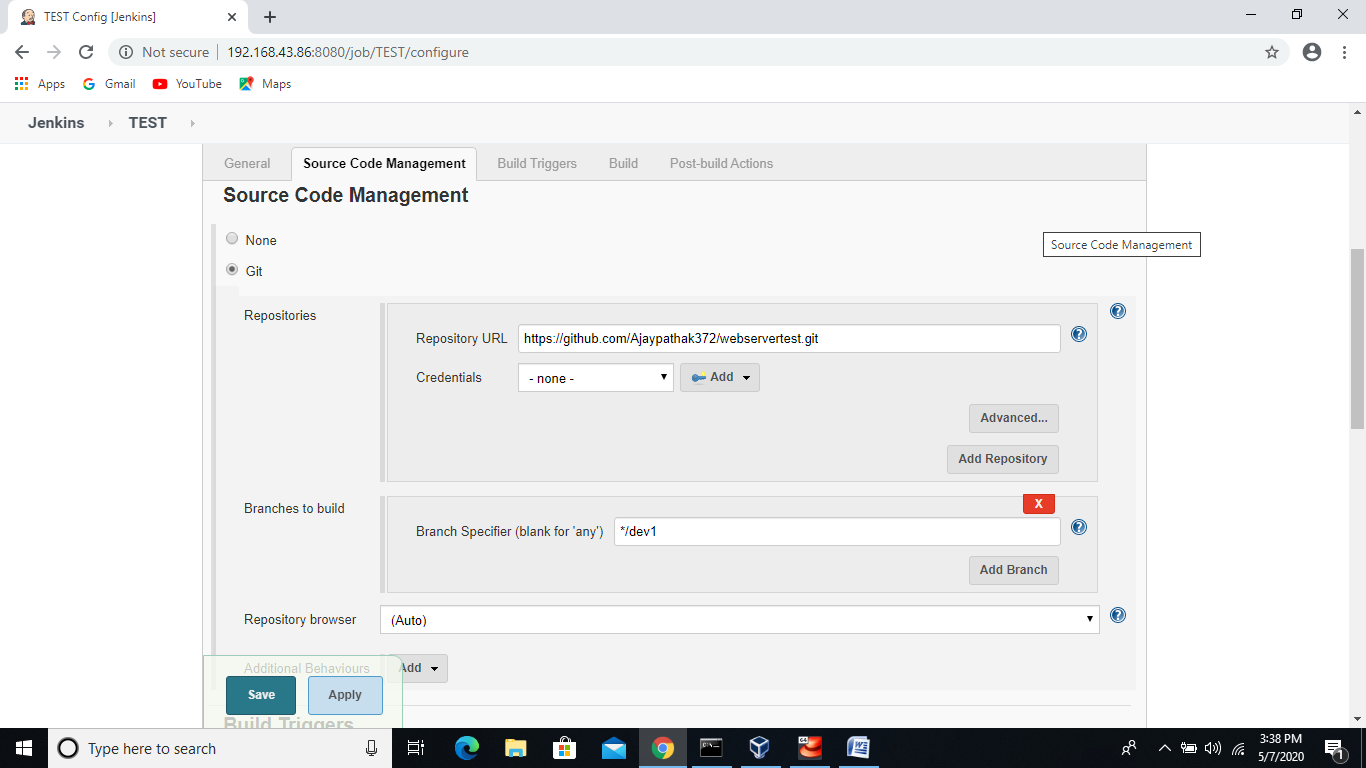 TEST Config [Jenkins]
Not secure
192.168.43.86:8080/job/TEST/configure
Apps
Gmail
YouTube
Maps
Jenkins
TEST
General
Source Code Management
Build Triggers
Build
Post-build Actions
Source Code Management
None
Source Code Management
Git
Repositories
Repository URL
https://github.com/Ajaypathak372/webservertest.git
Credentials
- none -
Add
Advanced...
Add Repository
Branches to build
X
Branch Specifier (blank for 'any')
*/dev1
Add Branch
Repository browser
(Auto)
Additional Behaviours
Add
Save
Apply
Build Triggers
Type here to search
64
3:38 PM
5/7/2020
1